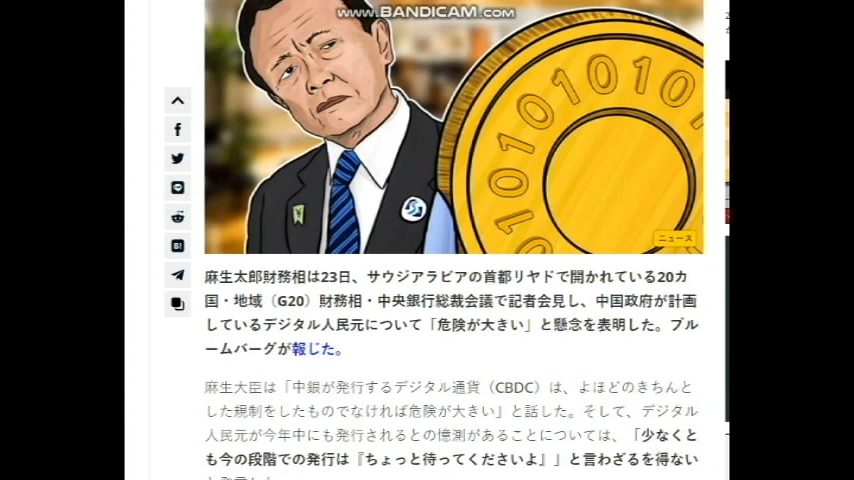 www.BANDICAM.com
1010101010
ニュース
麻生太郎財務相は23日、サウジアラビアの首都リヤドで開かれている20カ
国・地域（G20）財務相・中央銀行総裁会議で記者会見し、中国政府が計画
しているデジタル人民元について「危険が大きい」と懸念を表明した。ブル
ームバーグが報じた。
麻生大臣は「中銀が発行するデジタル通貨（CBDC）は、よほどのきちんと
した規制をしたものでなければ危険が大きい」と話した。そして、デジタル
人民元が今年中にも発行されるとの憶測があることについては、「少なくと
も今の段階での発行は『ちょっと待ってくださいよ』」と言わざるを得ない